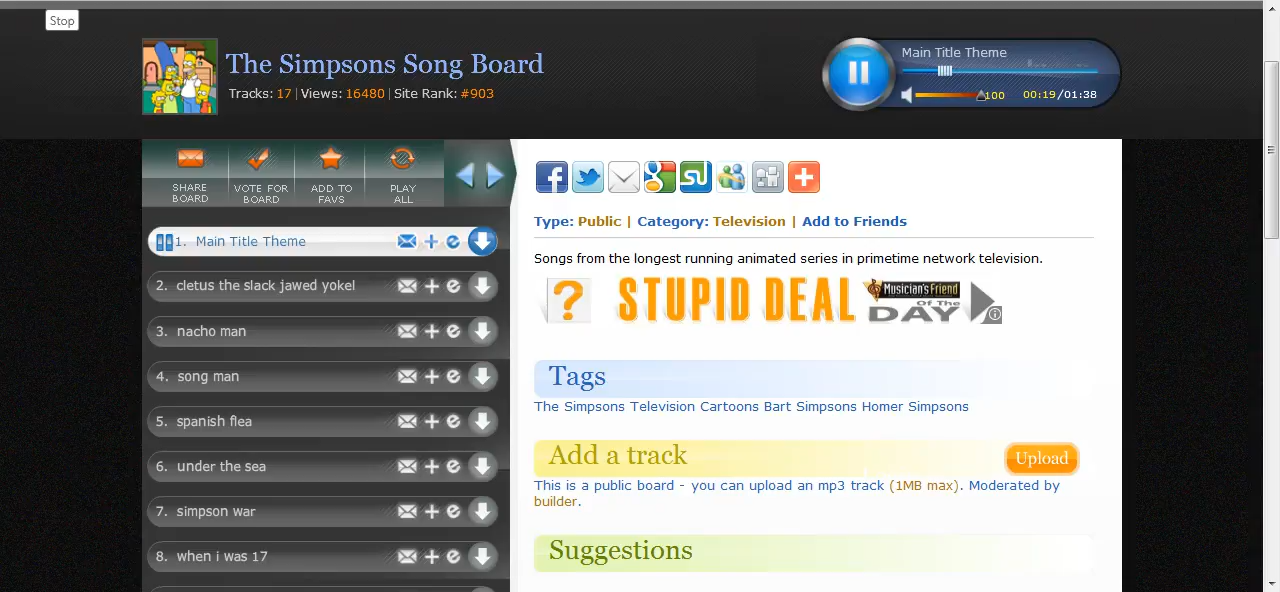 Stop
The Simpsons Song Board
Tracks: 17 | Views: 16480 | Site Rank: #903
Main Title Theme
100 00:19/01:38
SHARE BOARD
VOTE FOR BOARD
ADD TO FAVS
PLAY ALL
1. Main Title Theme
2. cletus the slack jawed yokel
3. nacho man
4. song man
5. spanish flea
6. under the sea
7. simpson war
8. when i was 17
Type: Public | Category: Television | Add to Friends
Songs from the longest running animated series in primetime network television.
? STUPID DEAL Musician's Friend
OF THE
DAY
Tags
The Simpsons Television Cartoons Bart Simpsons Homer Simpsons
Add a track
Upload
This is a public board - you can upload an mp3 track (1MB max). Moderated by
builder.
Suggestions